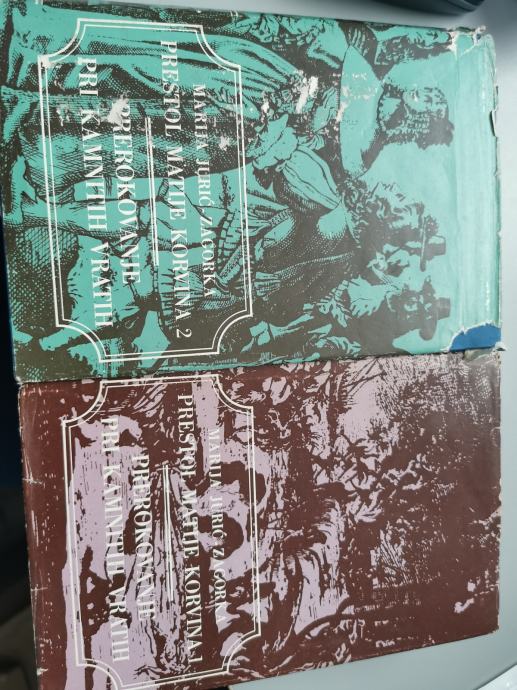 MARIJA JURIĆ ZAGORKA
PRESTOL MATIJE KORVINA 2
PREROKOVANJE
PRI KAMNITIH VRATIH
MARIJA JURIĆ ZAGORKA
PRESTOL MATIJE KORVINA 1
PREROKOVANJE
PRI KAMNITIH VRATIH